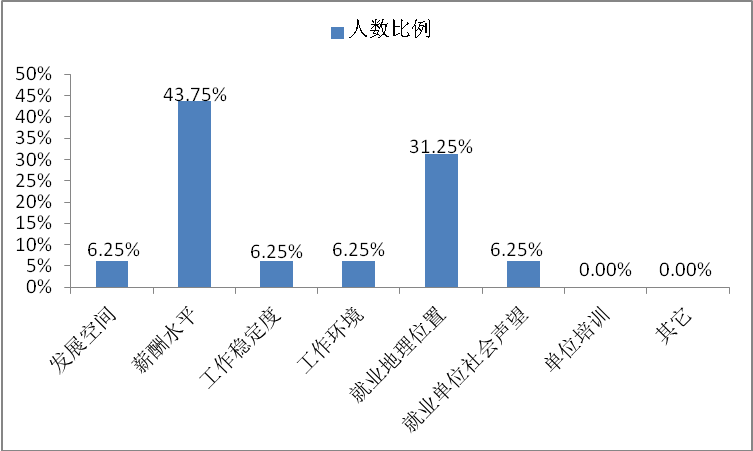 人数比例
50%
45%
40%
35%
30%
25%
20%
15%
10%
5%
0%
6.25%
43.75%
6.25%
6.25%
31.25%
6.25%
0.00%
0.00%
发展空间
薪酬水平
工作稳定度
工作环境
就业地理位置
就业单位社会声望
单位培训
其它